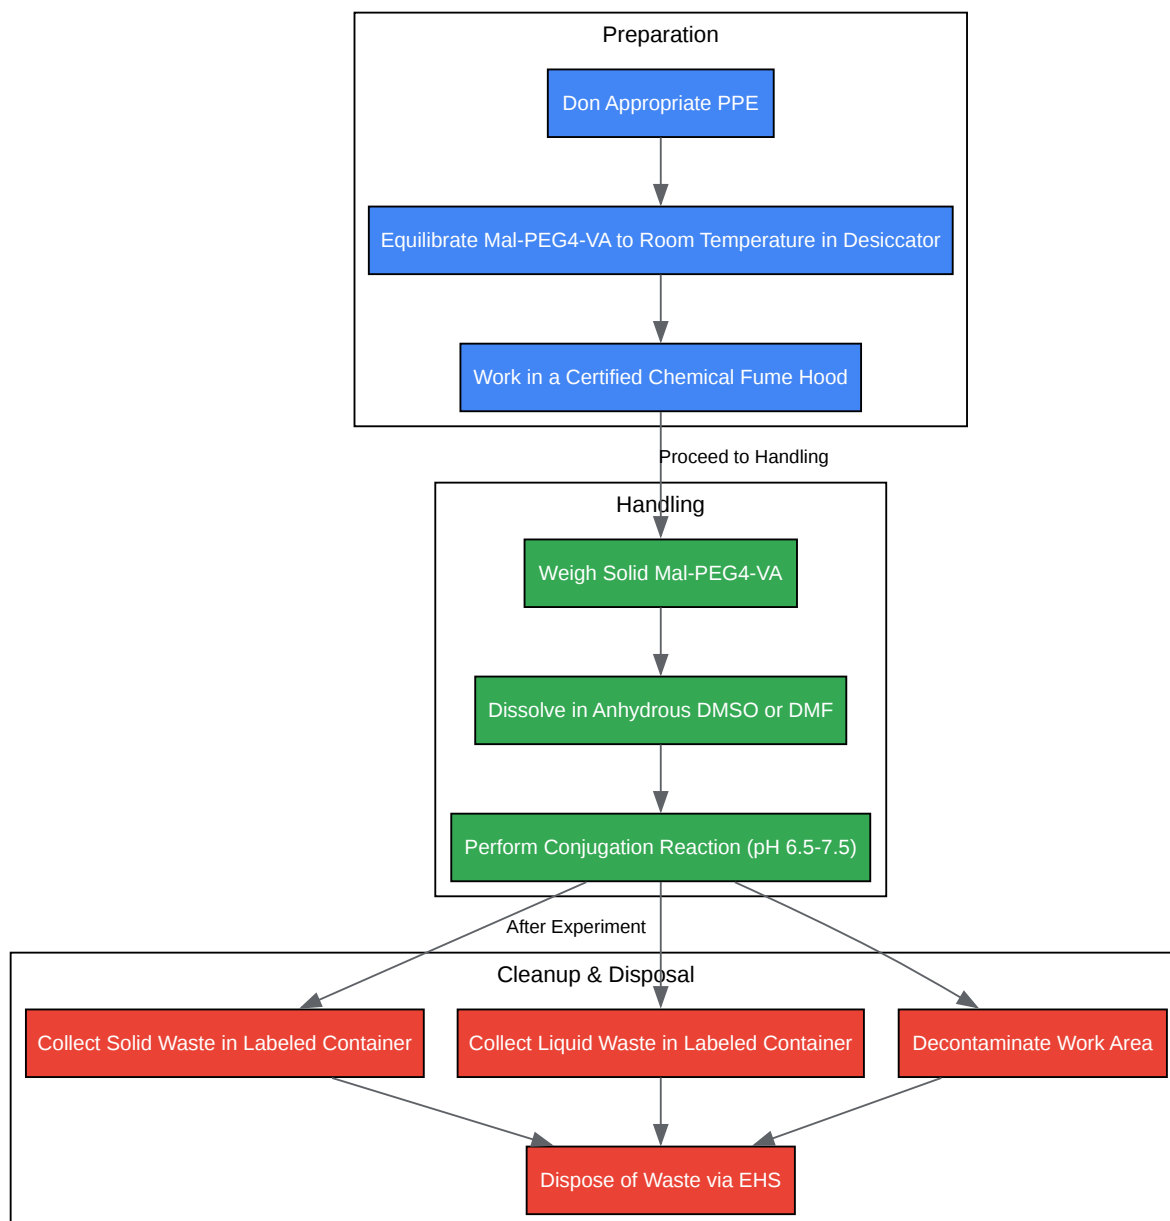 Preparation
Don Appropriate PPE
Equilibrate Mal-PEG4-VA to Room Temperature in Desiccator
Work in a Certified Chemical Fume Hood
Proceed to Handling
Handling
Weigh Solid Mal-PEG4-VA
Dissolve in Anhydrous DMSO or DMF
Perform Conjugation Reaction (pH 6.5-7.5)
After Experiment
Cleanup & Disposal
Collect Solid Waste in Labeled Container
Collect Liquid Waste in Labeled Container
Decontaminate Work Area
Dispose of Waste via EHS